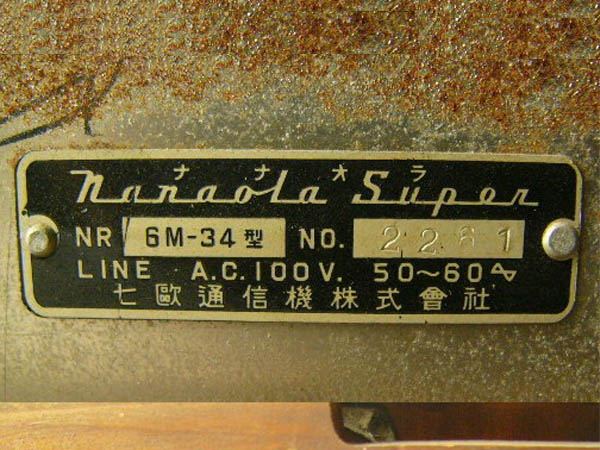 ナナオラ
Nanaola Super
NR 6M-34型 NO. 2261
LINE A.C.100V. 50~60∿
七歐通信機株式會社